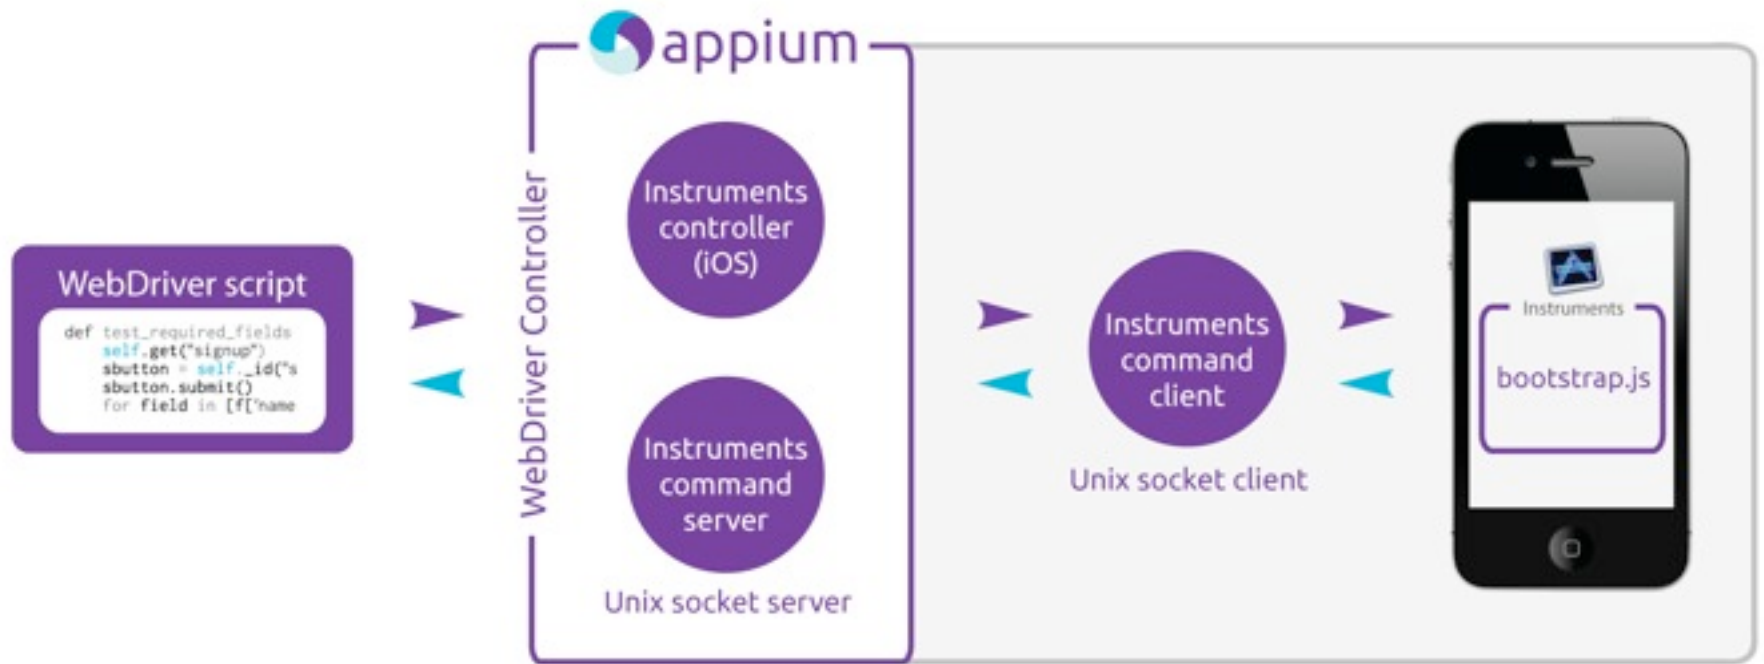 appium
WebDriver Controller
WebDriver script
def test_required_fields
self.get("signup")
sbutton = self._id("s
sbutton.submit()
for field in [f["name
Instruments
controller
(iOS)
Instruments
command
server
Unix socket server
Instruments
command
client
Unix socket client
Instruments
bootstrap.js